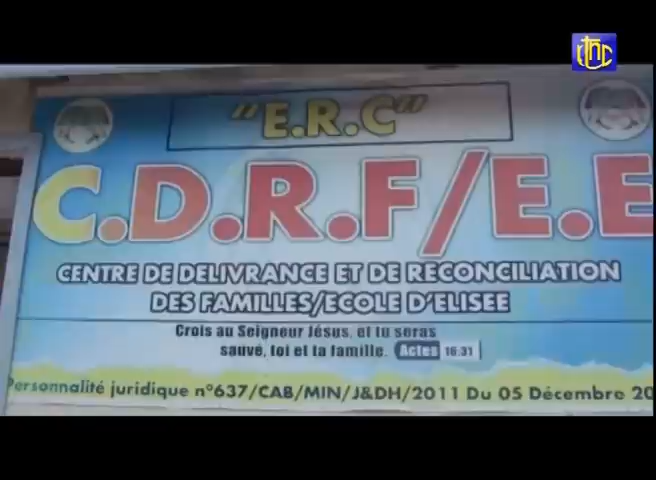 "E.R.C"
C.D.R.F/E.E
CENTRE DE DELIVRANCE ET DE RECONCILIATION
DES FAMILLES/ECOLE D'ELISEE
Crois au Seigneur Jésus, et tu seras
sauvé, toi et ta famille. Actes 16:31
Personnalité juridique n°637/CAB/MIN/J&DH/2011 Du 05 Décembre 20